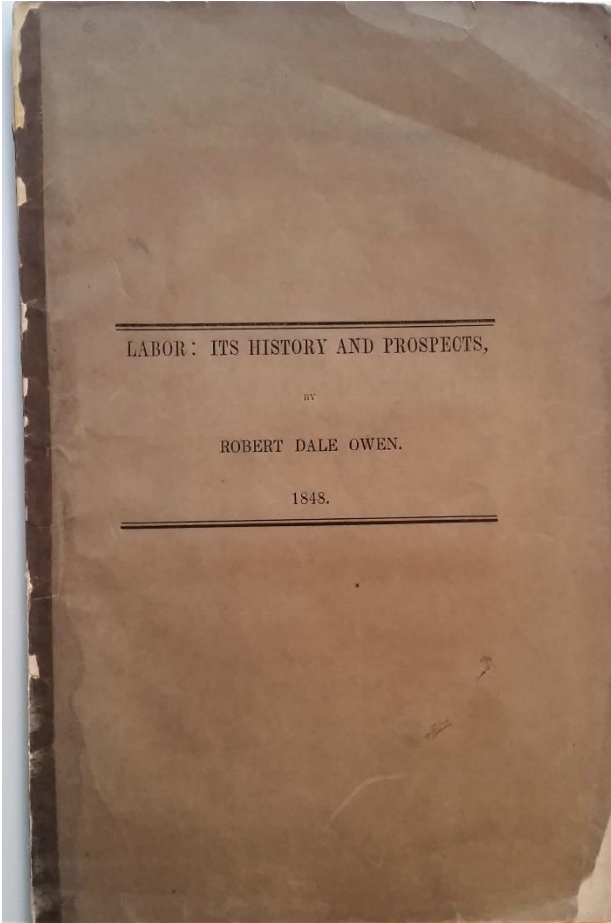 LABOR: ITS HISTORY AND PROSPECTS,
BY
ROBERT DALE OWEN.
1848.